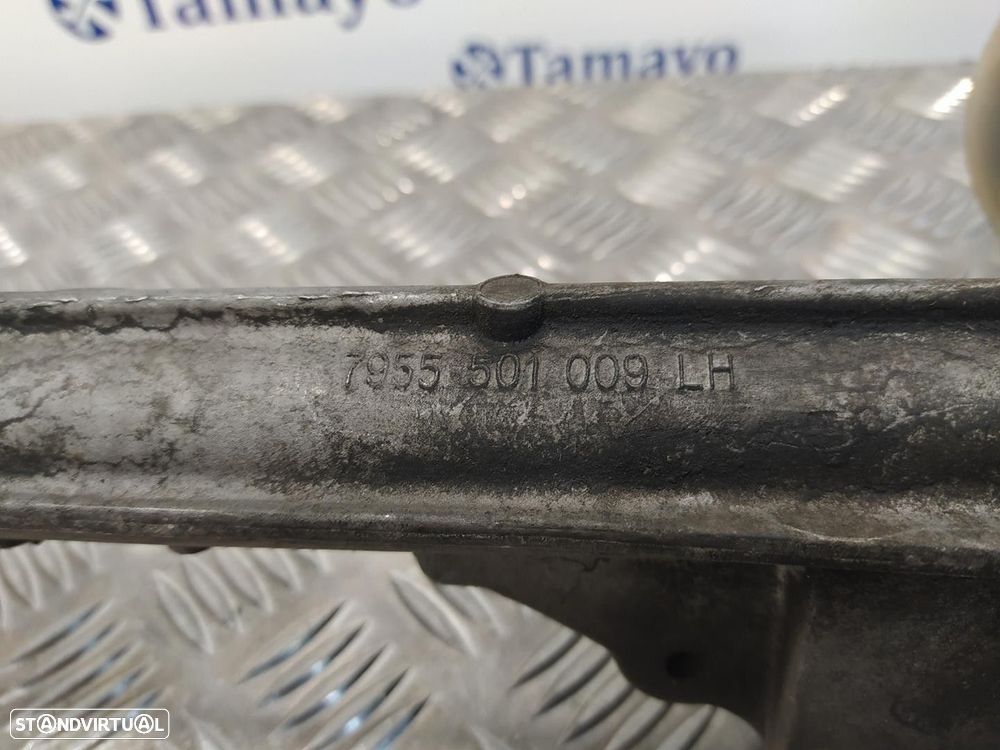 Tamayo
Tamayo
7955 501 009 LH
STANDVIRTUAL